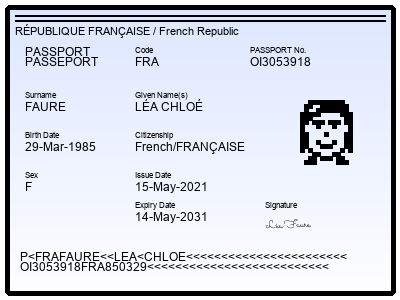 RÉPUBLIQUE FRANÇAISE / French Republic
PASSPORT
PASSEPORT
Code
FRA
PASSPORT No.
OI3053918
Surname
FAURE
Given Name(s)
LÉA CHLOÉ
Birth Date
29-Mar-1985
Citizenship
French/FRANÇAISE
Sex
F
Issue Date
15-May-2021
Expiry Date
14-May-2031
Signature
Léa Faure
P<FRAFAURE<<LEA<CHLOE<<<<<<<<<<<<<<<<<<<<<<<
OI3053918FRA850329<<<<<<<<<<<<<<<<<<<<<<<<<<